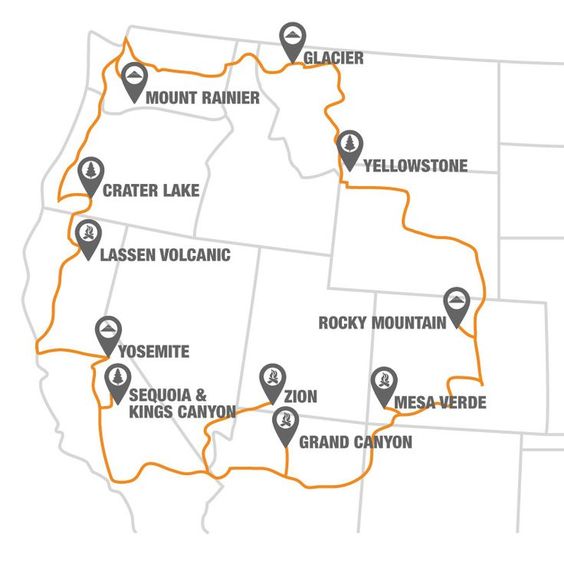 GLACIER
MOUNT RAINIER
YELLOWSTONE
CRATER LAKE
LASSEN VOLCANIC
ROCKY MOUNTAIN
YOSEMITE
SEQUOIA &
KINGS CANYON
ZION
MESA VERDE
GRAND CANYON